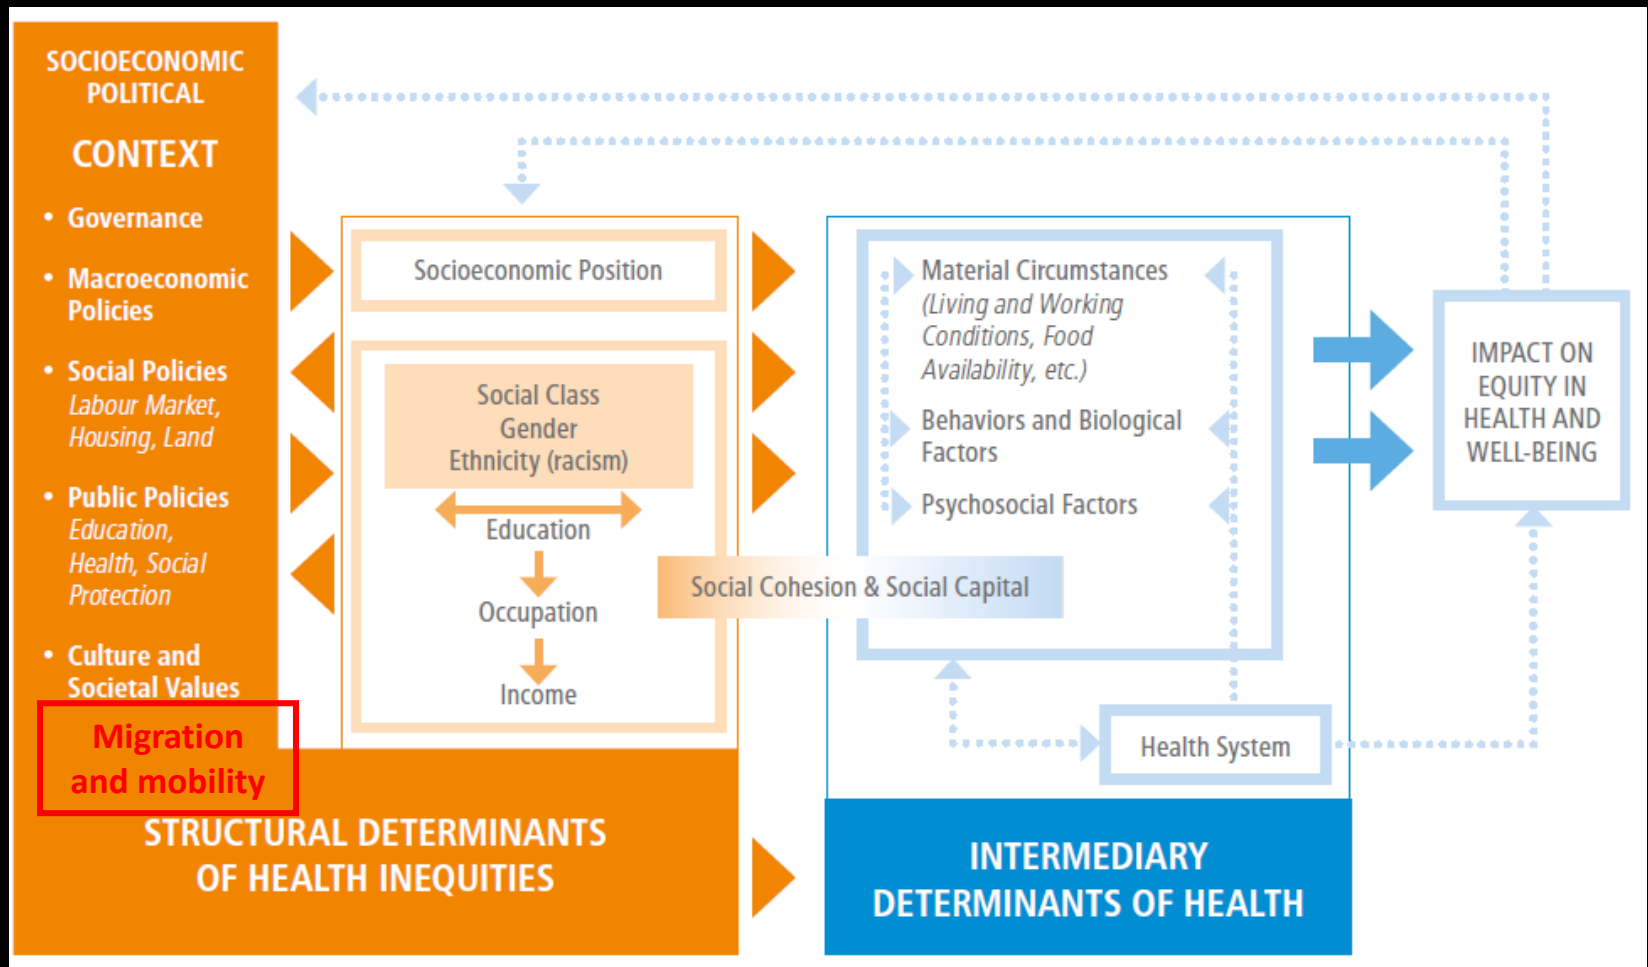 SOCIOECONOMIC
POLITICAL
CONTEXT
• Governance
• Macroeconomic
Policies
• Social Policies
Labour Market,
Housing, Land
• Public Policies
Education,
Health, Social
Protection
• Culture and
Societal Values
Migration
and mobility
STRUCTURAL DETERMINANTS
OF HEALTH INEQUITIES
Socioeconomic Position
Social Class
Gender
Ethnicity (racism)
Education
Occupation
Income
Social Cohesion & Social Capital
Material Circumstances
(Living and Working
Conditions, Food
Availability, etc.)
Behaviors and Biological
Factors
Psychosocial Factors
Health System
INTERMEDIARY
DETERMINANTS OF HEALTH
IMPACT ON
EQUITY IN
HEALTH AND
WELL-BEING